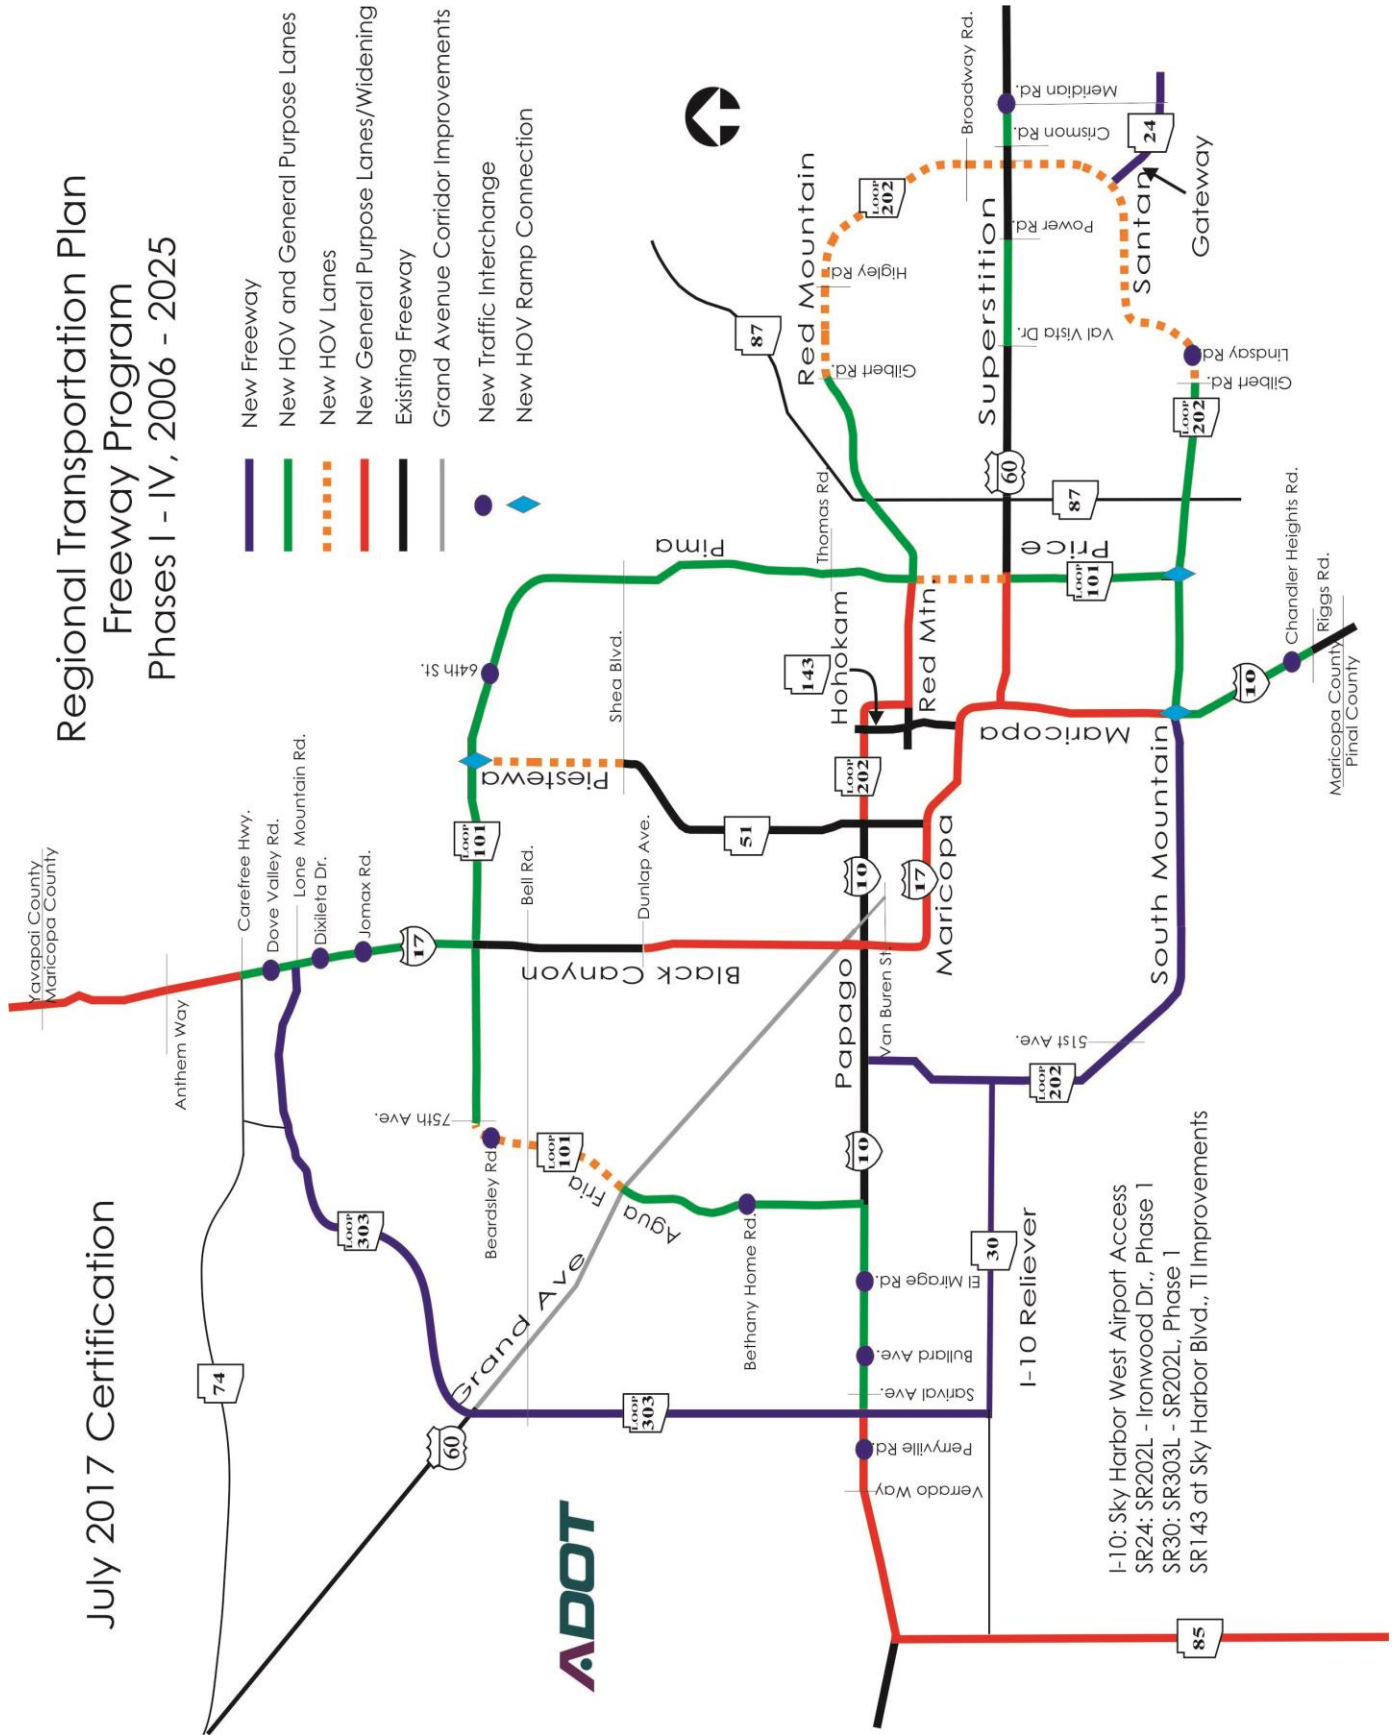 July 2017 Certification
Regional Transportation Plan
Freeway Program
Phases I - IV, 2006 - 2025
New Freeway
New HOV and General Purpose Lanes
New HOV Lanes
New General Purpose Lanes/Widening
Existing Freeway
Grand Avenue Corridor Improvements
New Traffic Interchange
New HOV Ramp Connection
Yavapai County
Maricopa County
Anthem Way
Carefree Hwy.
Dove Valley Rd.
Lone Mountain Rd.
Dixileta Dr.
Jomax Rd.
17
74
LOOP
303
60
Grand Ave
LOOP
303
75th Ave.
Beardsley Rd.
LOOP
101
Agua
Fria
Bethany Home Rd.
LOOP
101
64th St.
Piestewa
Shea Blvd.
Bell Rd.
Dunlap Ave.
Black Canyon
51
Pima
Thomas Rd.
87
Red Mountain
Gilbert Rd.
Higley Rd.
LOOP
202
Broadway Rd.
Hohokam
143
Red Mtn.
LOOP
202
10
17
Papago
Van Buren St.
Maricopa
10
El Mirage Rd.
Bullard Ave.
Sarival Ave.
Perryville Rd.
Verrado Way
Superstition
60
Val Vista Dr.
Power Rd.
Crismon Rd.
Meridian Rd.
24
Gateway
Santan
Lindsay Rd.
Gilbert Rd.
LOOP
202
87
Price
LOOP
101
Maricopa
10
Chandler Heights Rd.
Riggs Rd.
Maricopa County
Pinal County
South Mountain
51st Ave.
LOOP
202
30
I-10 Reliever
85
ADOT
I-10: Sky Harbor West Airport Access
SR24: SR202L - Ironwood Dr., Phase 1
SR30: SR303L - SR202L, Phase 1
SR143 at Sky Harbor Blvd., TI Improvements